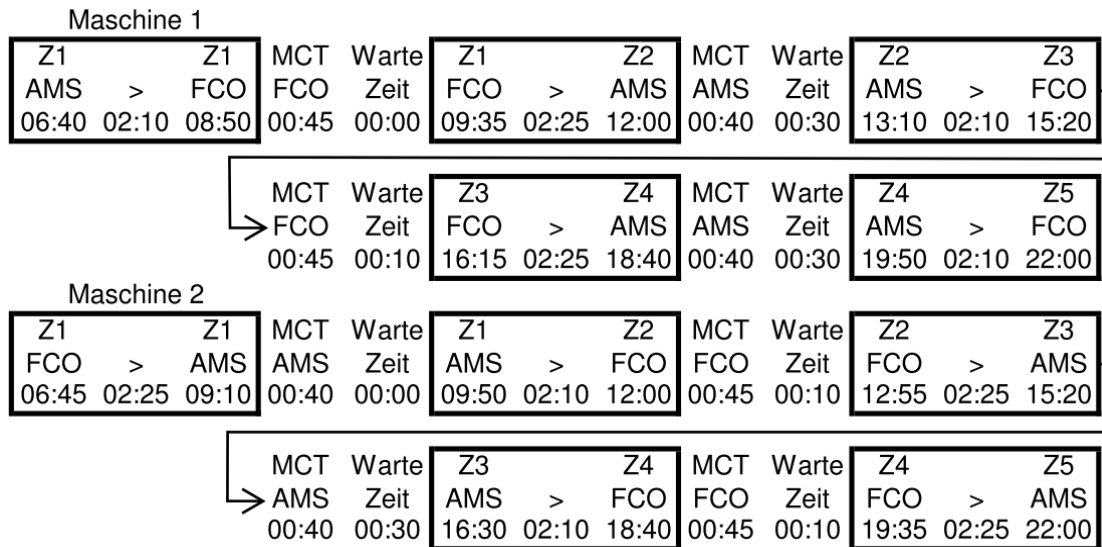 Maschine 1
Z1 Z1 MCT Warte Z1 Z2 MCT Warte Z2 Z3
AMS > FCO FCO Zeit FCO > AMS AMS Zeit AMS > FCO
06:40 02:10 08:50 00:45 00:00 09:35 02:25 12:00 00:40 00:30 13:10 02:10 15:20
MCT Warte Z3 Z4 MCT Warte Z4 Z5
FCO Zeit FCO > AMS AMS Zeit AMS > FCO
00:45 00:10 16:15 02:25 18:40 00:40 00:30 19:50 02:10 22:00
Maschine 2
Z1 Z1 MCT Warte Z1 Z2 MCT Warte Z2 Z3
FCO > AMS AMS Zeit AMS > FCO FCO Zeit FCO > AMS
06:45 02:25 09:10 00:40 00:00 09:50 02:10 12:00 00:45 00:10 12:55 02:25 15:20
MCT Warte Z3 Z4 MCT Warte Z4 Z5
AMS Zeit AMS > FCO FCO Zeit FCO > AMS
00:40 00:30 16:30 02:10 18:40 00:45 00:10 19:35 02:25 22:00